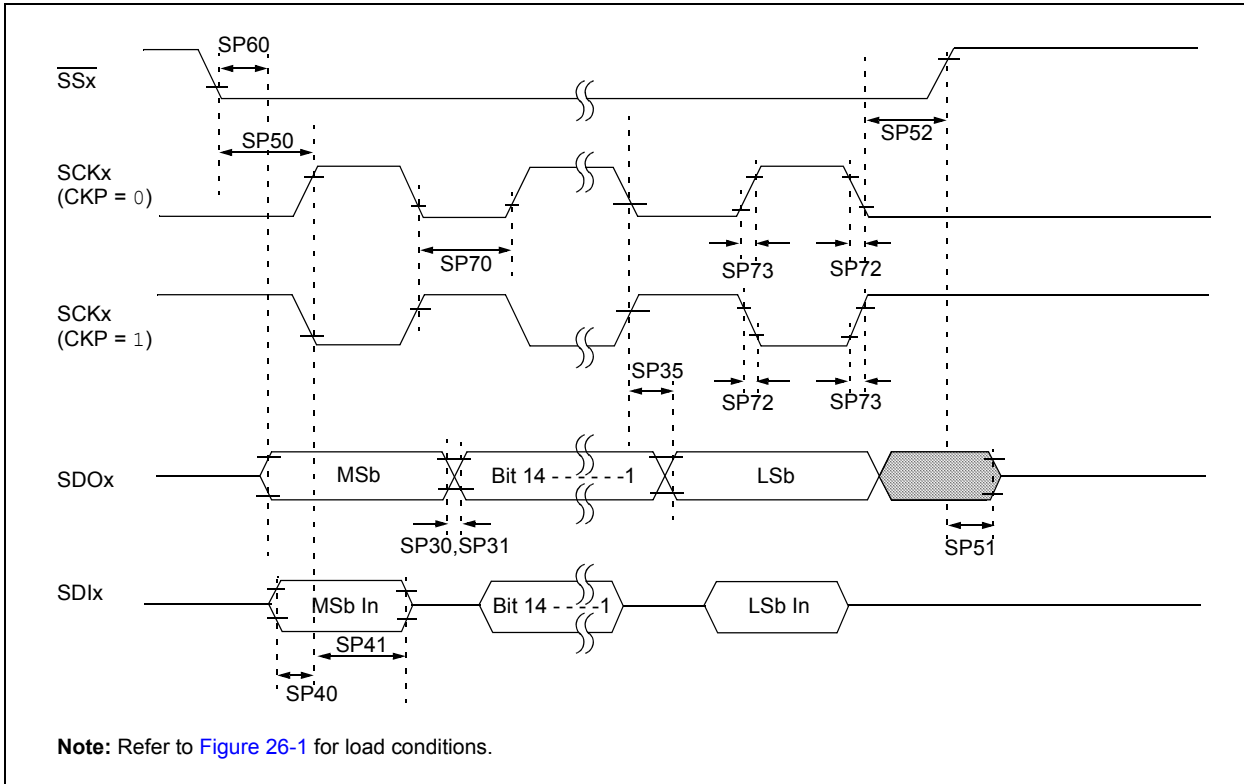 SP60
SSx
SP50
SP52
SCKx
(CKP = 0)
SP70
SP73
SP72
SCKx
(CKP = 1)
SP35
SP72
SP73
SDOx
MSb
Bit 14 - - - - - -1
LSb
SP30,SP31
SP51
SDIx
MSb In
Bit 14 - - - -1
LSb In
SP41
SP40
Note: Refer to Figure 26-1 for load conditions.